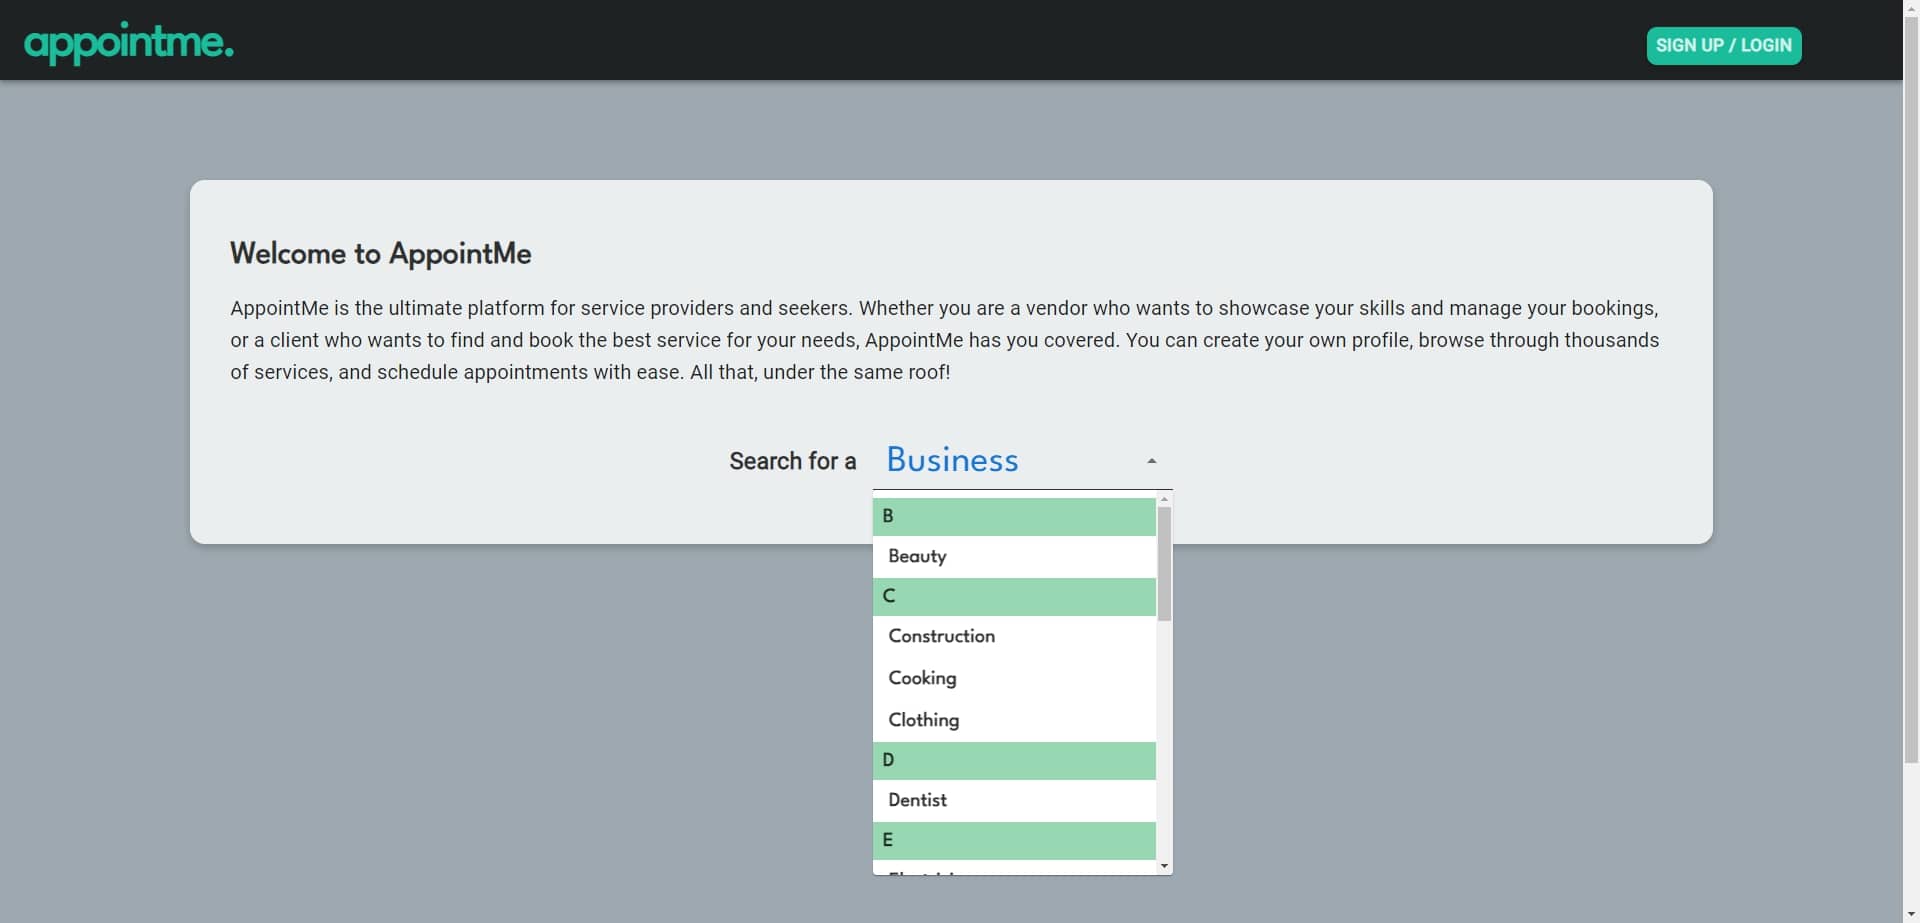 appointme.
SIGN UP / LOGIN
Welcome to AppointMe
AppointMe is the ultimate platform for service providers and seekers. Whether you are a vendor who wants to showcase your skills and manage your bookings,
or a client who wants to find and book the best service for your needs, AppointMe has you covered. You can create your own profile, browse through thousands
of services, and schedule appointments with ease. All that, under the same roof!
Search for a Business
B
Beauty
C
Construction
Cooking
Clothing
D
Dentist
E